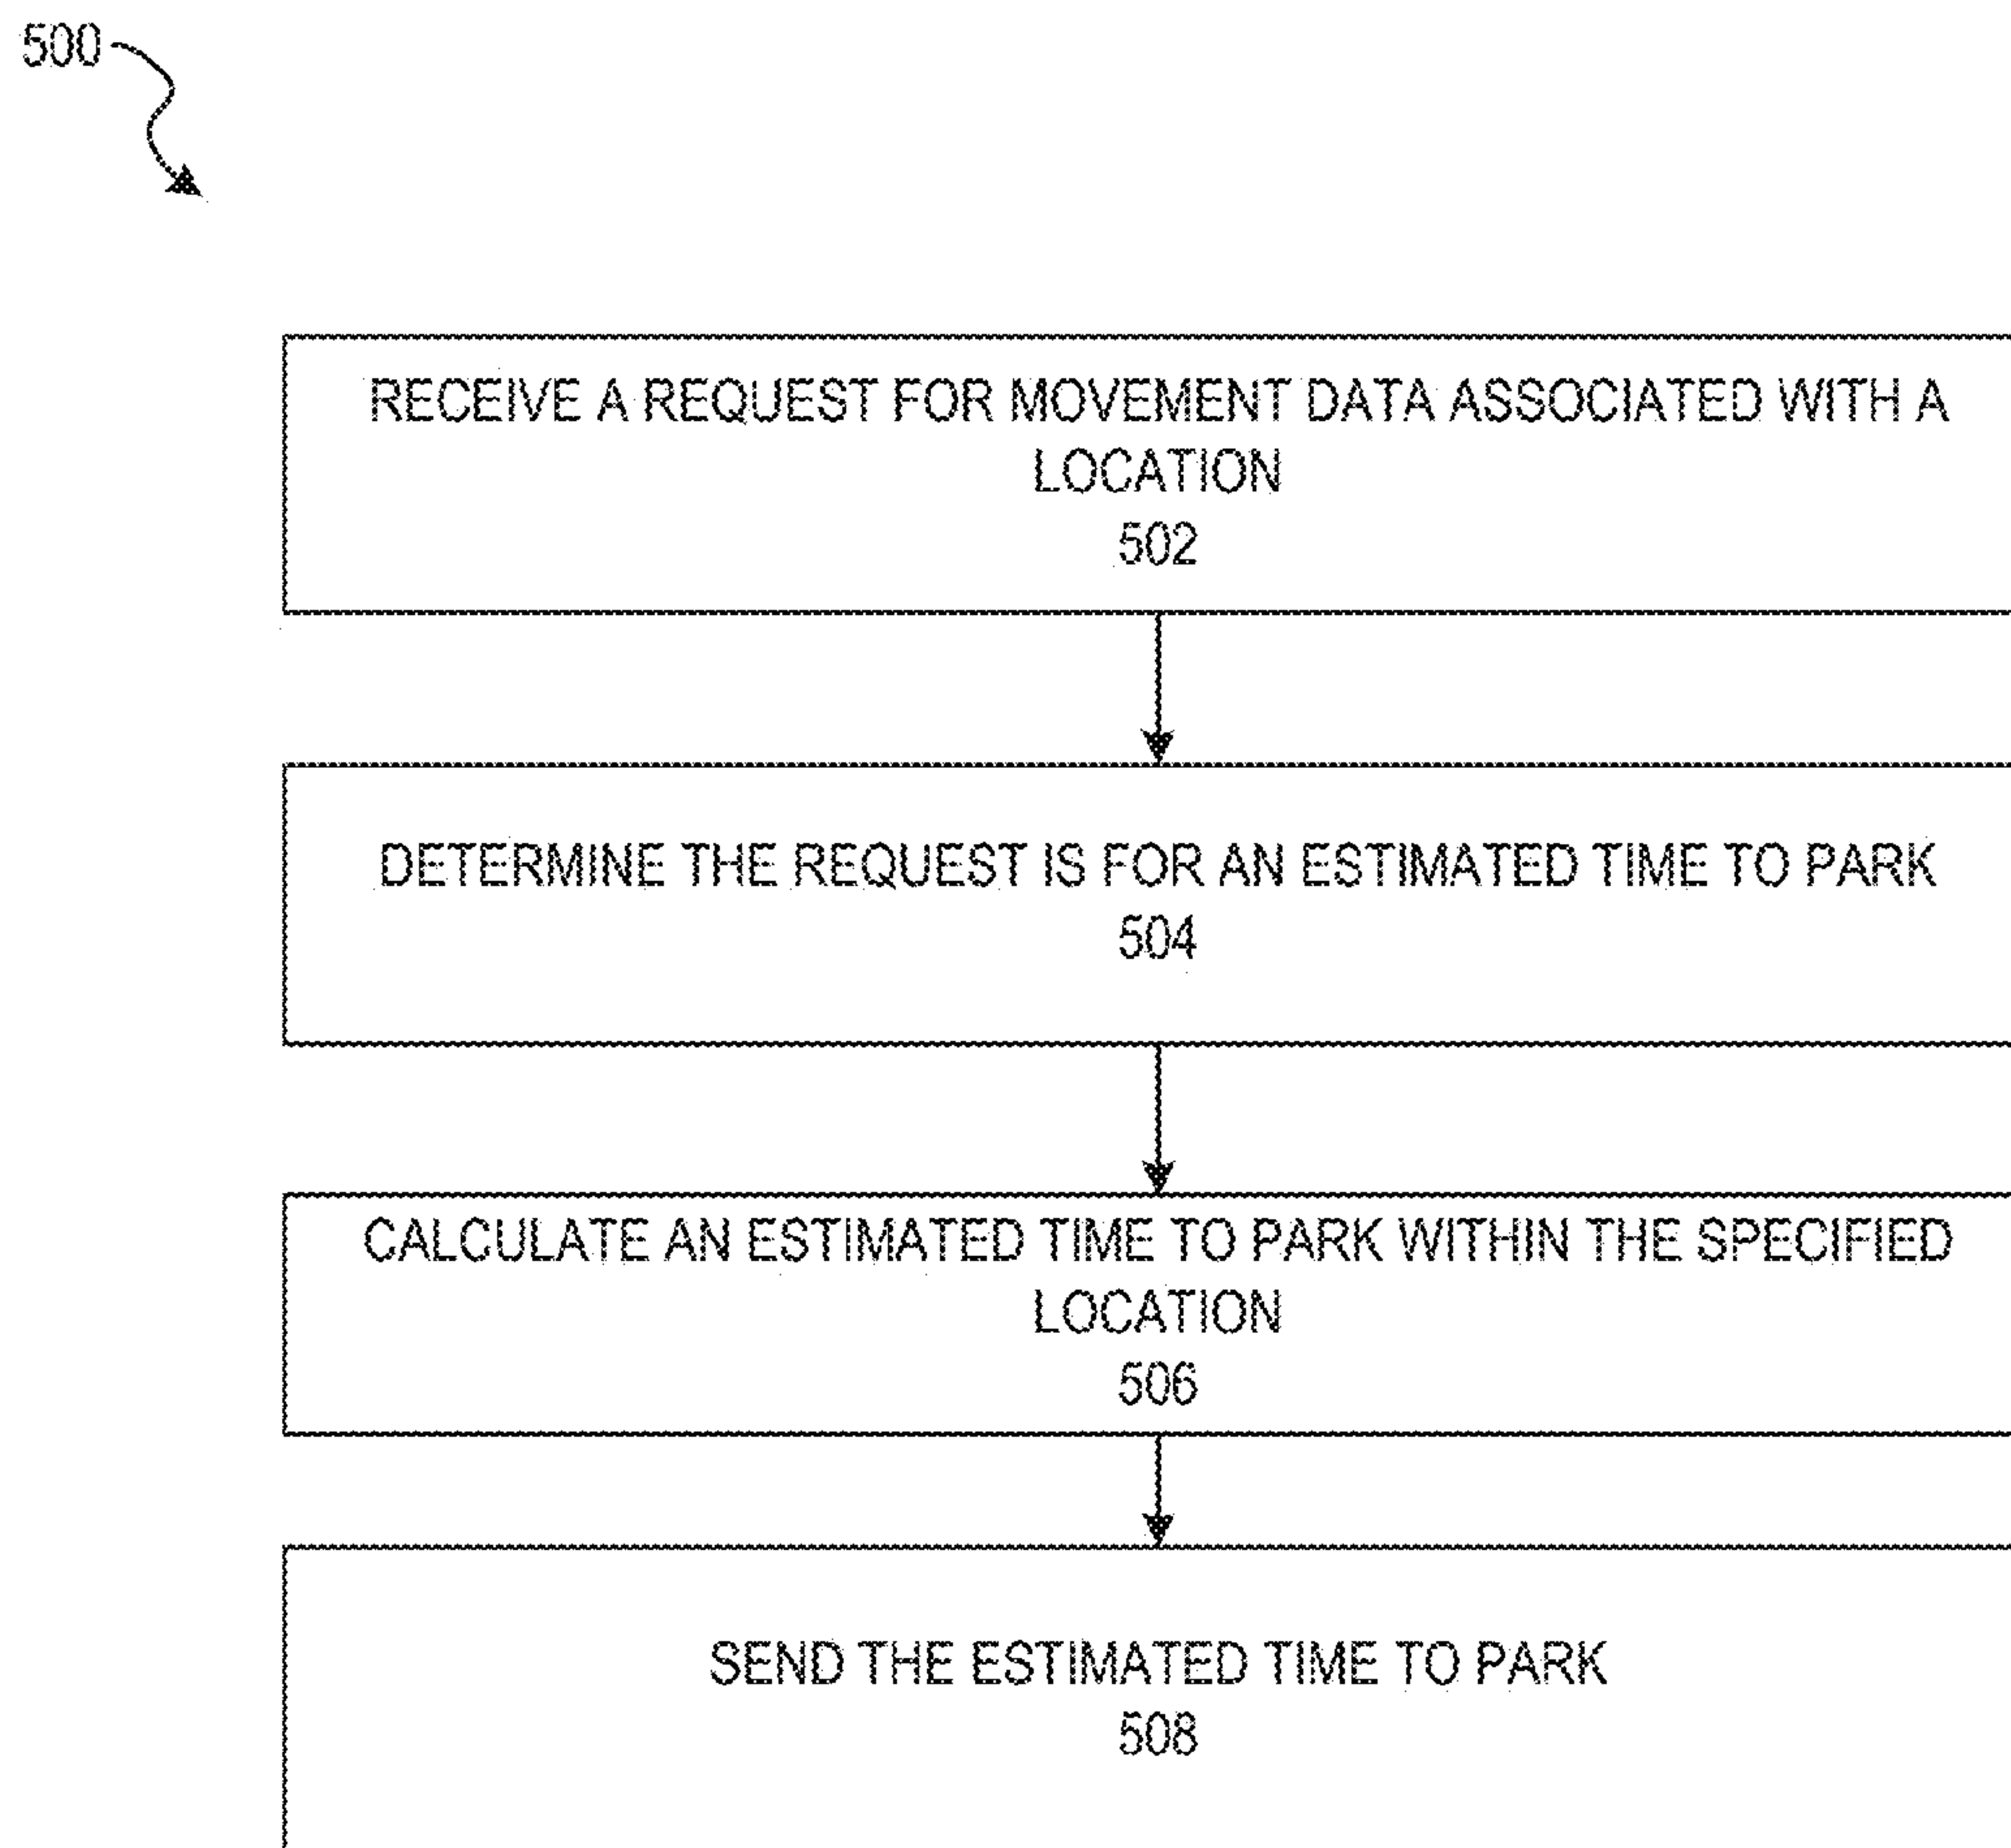 500
RECEIVE A REQUEST FOR MOVEMENT DATA ASSOCIATED WITH A
LOCATION
502
DETERMINE THE REQUEST IS FOR AN ESTIMATED TIME TO PARK
504
CALCULATE AN ESTIMATED TIME TO PARK WITHIN THE SPECIFIED
LOCATION
506
SEND THE ESTIMATED TIME TO PARK
508